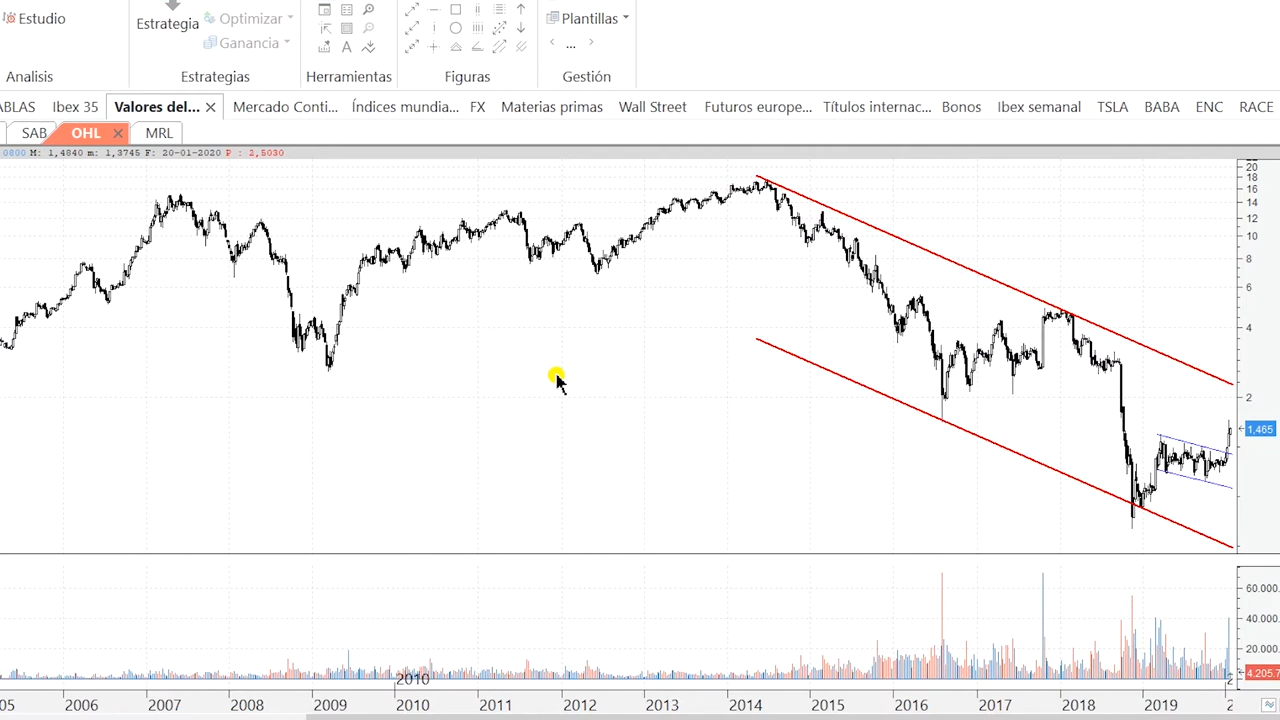 Estudio
Estrategia
Optimizar
Ganancia
Plantillas
...
Analisis
Estrategias
Herramientas
Figuras
Gestión
ABLAS Ibex 35 Valores del... Mercado Conti... Índices mundia... FX Materias primas Wall Street Futuros europe... Títulos internac... Bonos Ibex semanal TSLA BABA ENC RACE
SAB OHL MRL
0800 M: 1,4840 m: 1,3745 F: 20-01-2020 P : 2,5030
20
18
16
14
12
10
8
6
4
2
1,465
60.000
40.000
20.000
4.205.7
2010
05 2006 2007 2008 2009 2010 2011 2012 2013 2014 2015 2016 2017 2018 2019